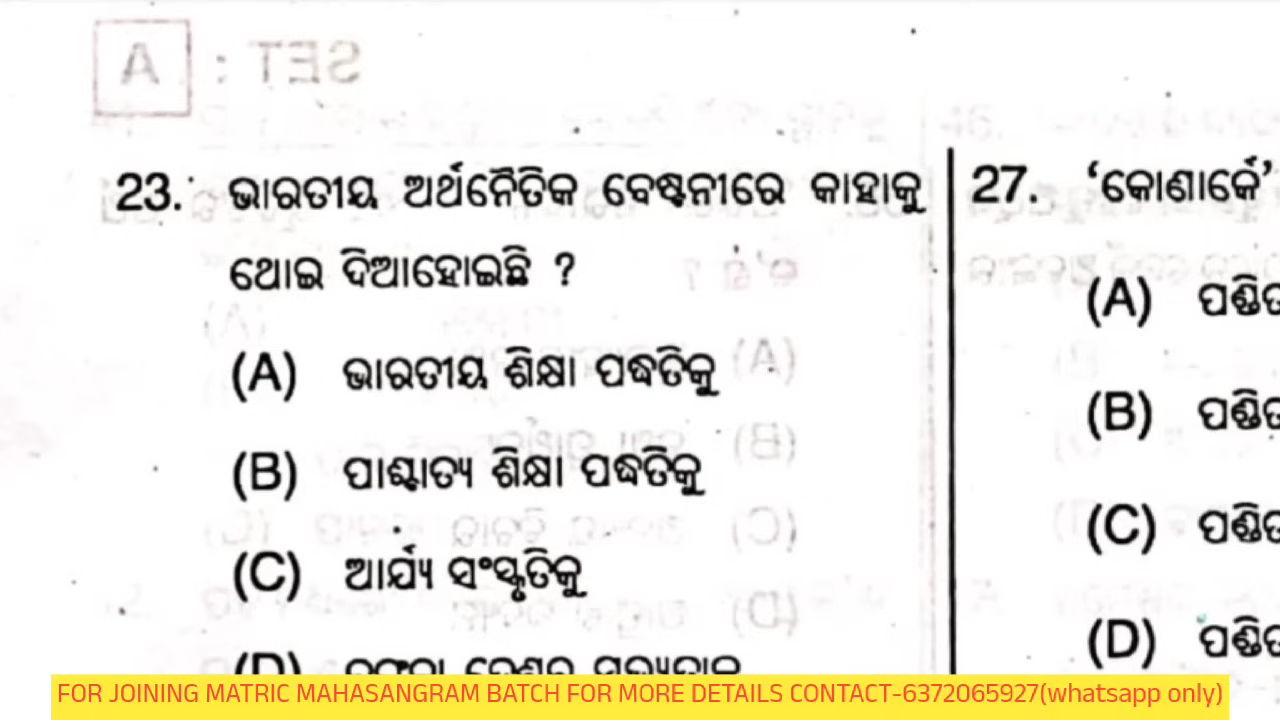 SET : A
23. ଭାରତୀୟ ଅର୍ଥନୈତିକ ବେଷ୍ଟନୀରେ କାହାକୁ
ଥୋଇ ଦିଆହୋଇଛି ?
(A) ଭାରତୀୟ ଶିକ୍ଷା ପଦ୍ଧତିକୁ
(B) ପାଶ୍ଚାତ୍ୟ ଶିକ୍ଷା ପଦ୍ଧତିକୁ
(C) ଆର୍ଯ୍ୟ ସଂସ୍କୃତିକୁ
(D)
27. ‘କୋଣାର୍କେ’
(A)
(B)
(C)
(D)
FOR JOINING MATRIC MAHASANGRAM BATCH FOR MORE DETAILS CONTACT-6372065927(whatsapp only)